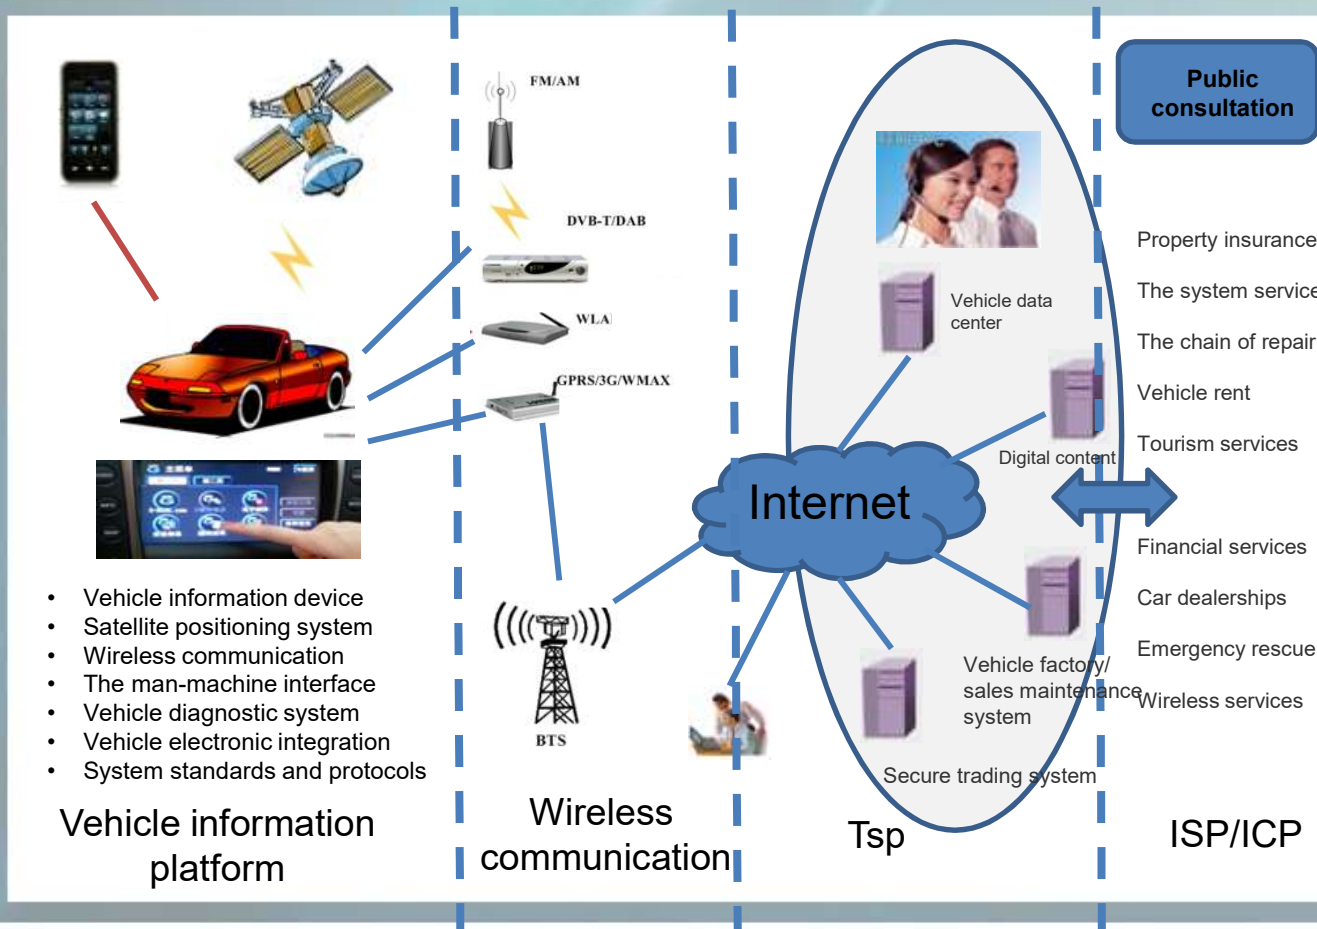 FM/AM
DVB-T/DAB
WLA
GPRS/3G/WMAX
BTS
Vehicle information device
Satellite positioning system
Wireless communication
The man-machine interface
Vehicle diagnostic system
Vehicle electronic integration
System standards and protocols
Vehicle information
platform
Wireless
communication
Vehicle data
center
Digital content
Internet
Vehicle factory/
sales maintenance
system
Secure trading system
Tsp
Public
consultation
Property insurance
The system service
The chain of repair
Vehicle rent
Tourism services
Financial services
Car dealerships
Emergency rescue
Wireless services
ISP/ICP